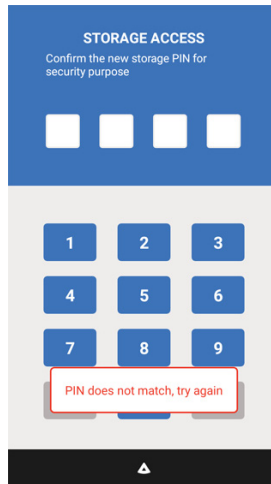 STORAGE ACCESS
Confirm the new storage PIN for
security purpose
1 2 3
4 5 6
7 8 9
PIN does not match, try again